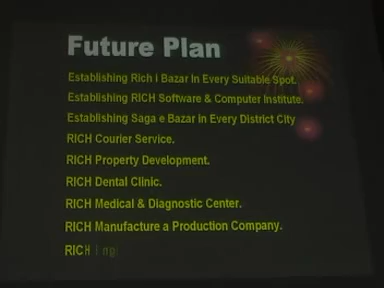 Future Plan
Establishing Rich i Bazar In Every Suitable Spot.
Establishing RICH Software & Computer Institute.
Establishing Saga e Bazar In Every District City
RICH Courier Service.
RICH Property Development.
RICH Dental Clinic.
RICH Medical & Diagnostic Center.
RICH Manufacture a Production Company.
RICH